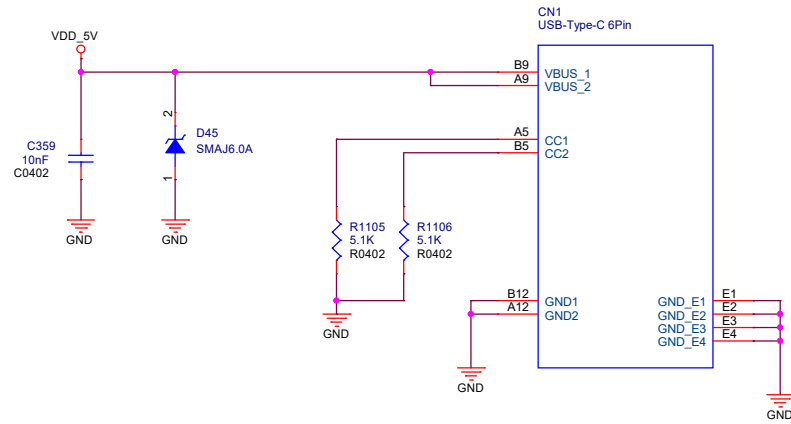 CN1
USB-Type-C 6Pin
VDD_5V
B9
VBUS_1
A9
VBUS_2
2
D45
SMAJ6.0A
1
C359
10nF
C0402
A5
CC1
B5
CC2
GND
GND
R1105
5.1K
R0402
R1106
5.1K
R0402
GND
B12
GND1
A12
GND2
GND_E1
E1
GND_E2
E2
GND_E3
E3
GND_E4
E4
GND
GND